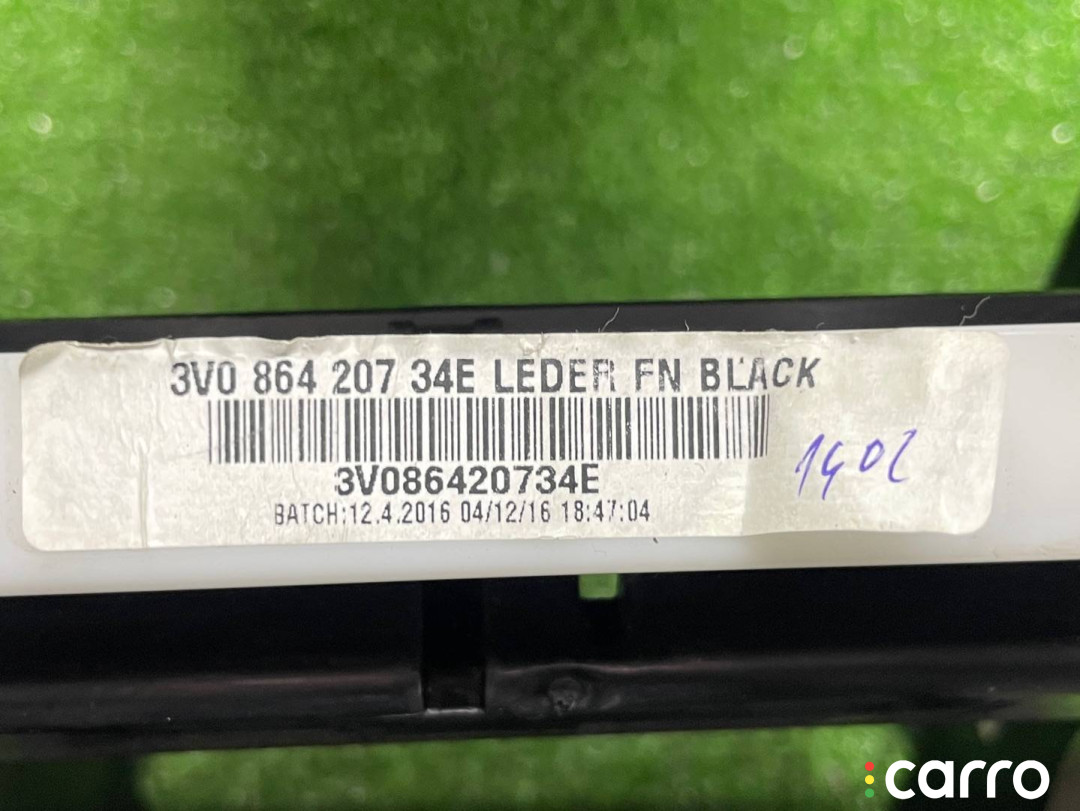 3V0 864 207 34E LEDER FN BLACK
3V086420734E
1402
BATCH:12.4.2016 04/12/16 18:47:04
carro